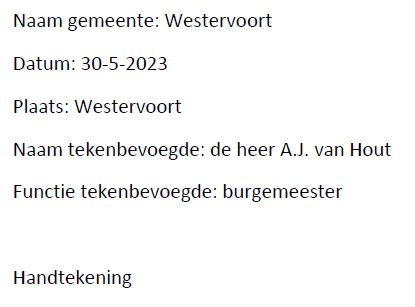 Naam gemeente: Westervoort
Datum: 30-5-2023
Plaats: Westervoort
Naam tekenbevoegde: de heer A.J. van Hout
Functie tekenbevoegde: burgemeester
Handtekening